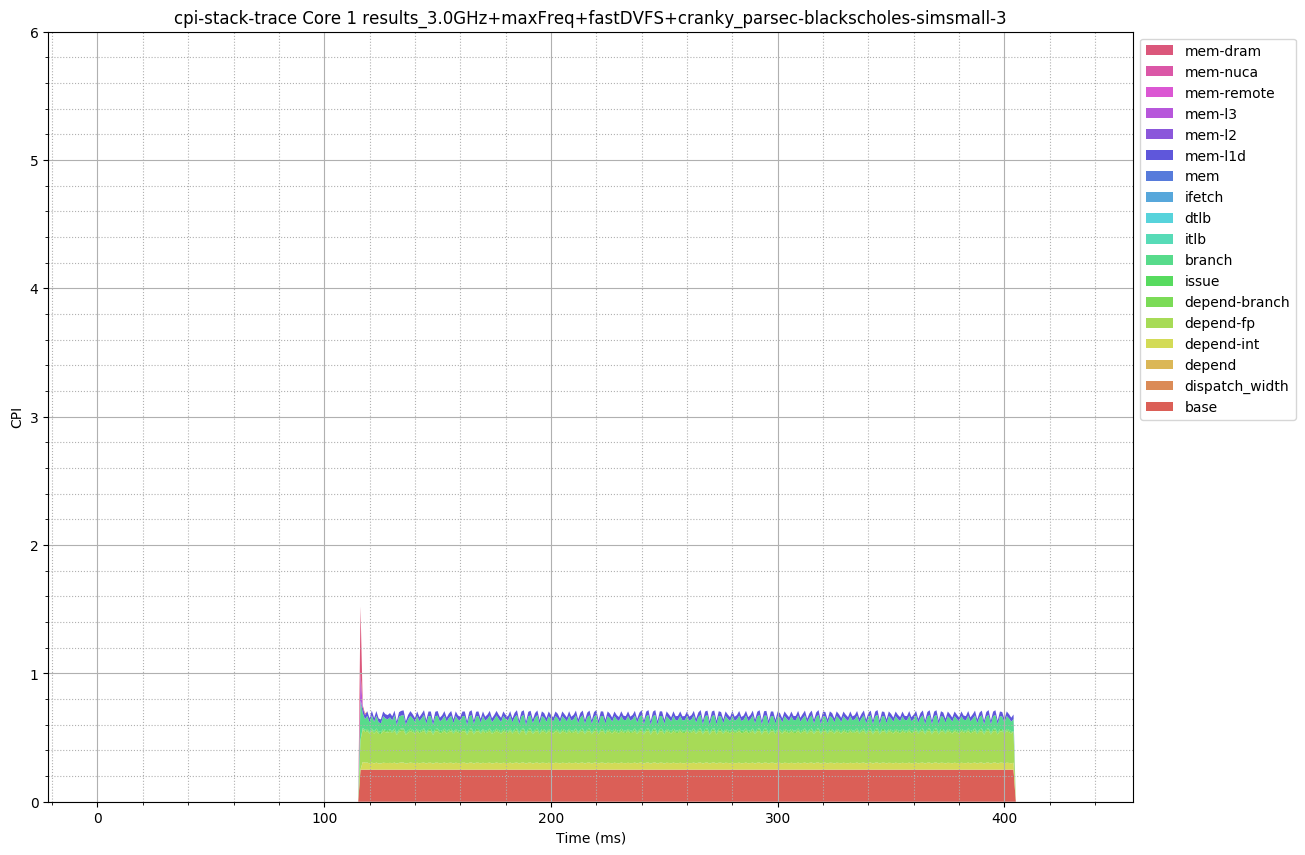 cpi-stack-trace Core 1 results_3.0GHz+maxFreq+fastDVFS+cranky_parsec-blackscholes-simsmall-3
6
5
4
3
2
1
0
CPI
0 100 200 300 400
Time (ms)
mem-dram
mem-nuca
mem-remote
mem-l3
mem-l2
mem-l1d
mem
ifetch
dtlb
itlb
branch
issue
depend-branch
depend-fp
depend-int
depend
dispatch_width
base